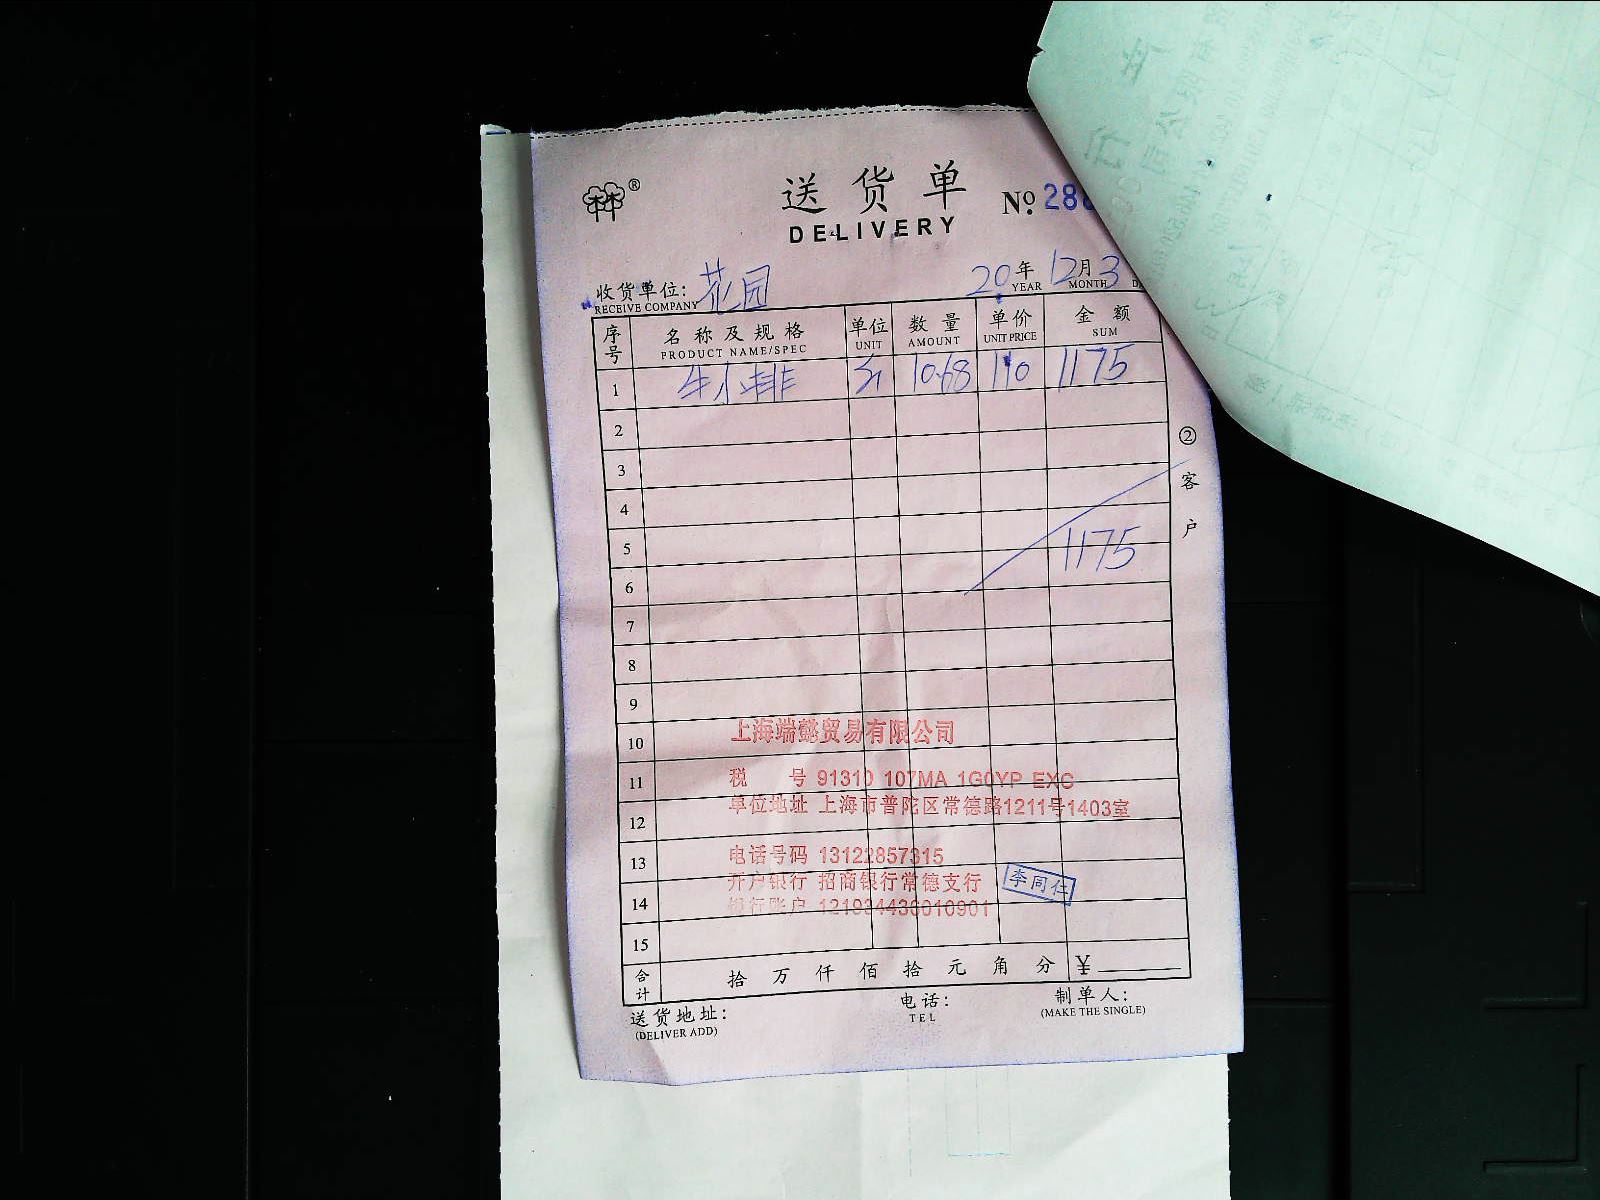 ®
送货单
DELIVERY
No. 288
收货单位: 花园
RECEIVE COMPANY
20年 12月 3
YEAR MONTH
序号 名称及规格 单位 数量 单价 金额
PRODUCT NAME/SPEC UNIT AMOUNT UNIT PRICE SUM
1 牛小排 斤 10.68 110 1175
2
3
4
5
1175
6
7
8
9
10
上海端懿贸易有限公司
11
税 号 91310 107MA 1G0YP EXG
单位地址 上海市普陀区常德路1211号1403室
12
13
电话号码 13122857315
开户银行 招商银行常德支行
李同仁
14
银行账户 121934436010901
15
合计 拾万仟佰拾元角分 ¥
送货地址: 电话: 制单人:
(DELIVER ADD) TEL (MAKE THE SINGLE)
②客户